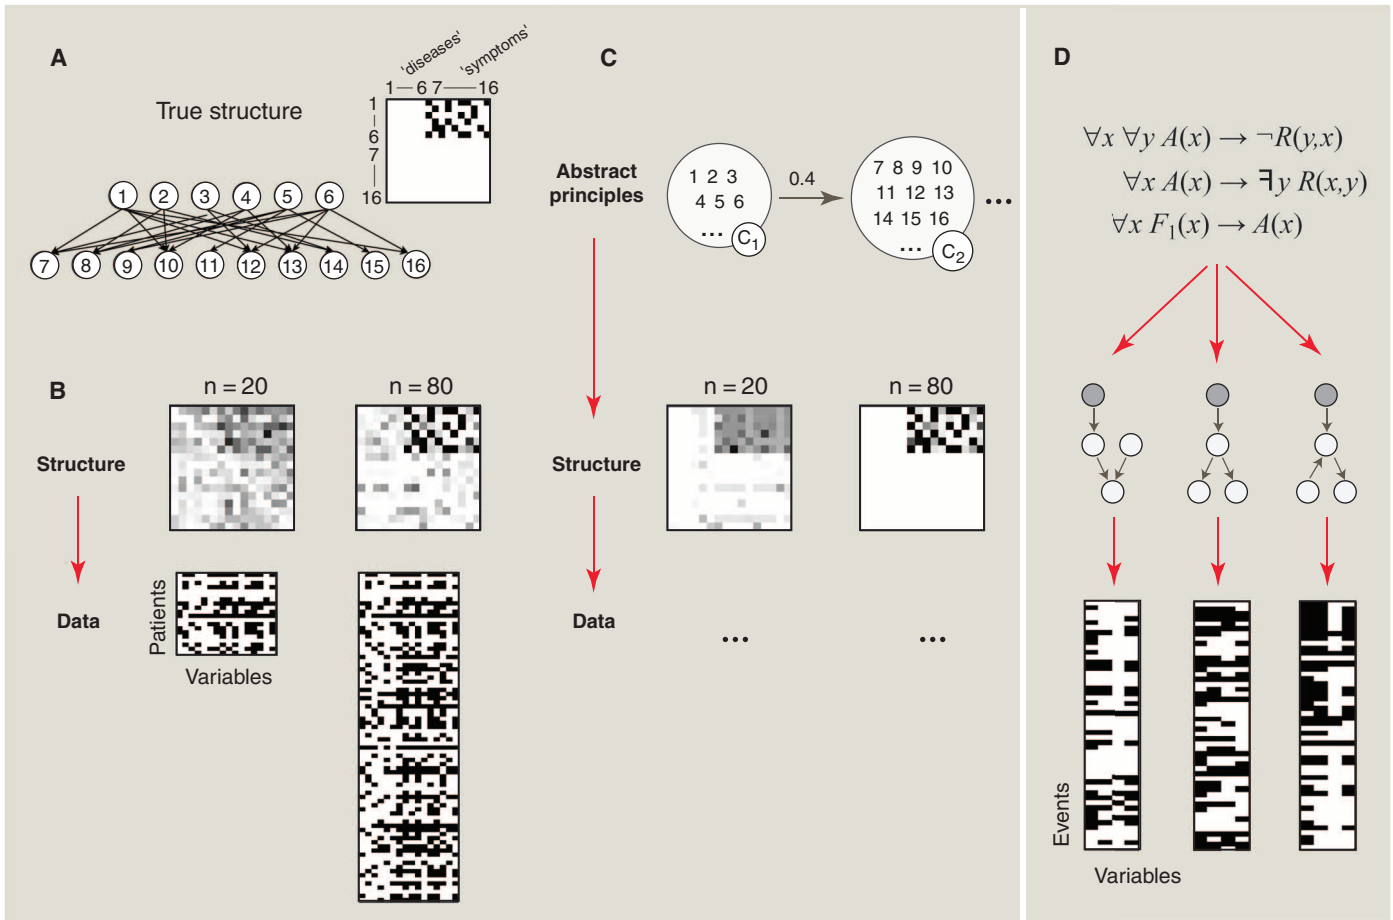 A
True structure
'diseases' 'symptoms'
1 6 7 16
1
6
7
16
1 2 3 4 5 6
7 8 9 10 11 12 13 14 15 16
B
n = 20 n = 80
Structure
Data
Patients
Variables
C
Abstract
principles
1 2 3
4 5 6
...
C1
0.4
7 8 9 10
11 12 13
14 15 16
...
C2
...
n = 20 n = 80
Structure
Data
... ...
D
∀x ∀y A(x) → ¬R(y,x)
∀x A(x) → ∃y R(x,y)
∀x F1(x) → A(x)
Events
Variables